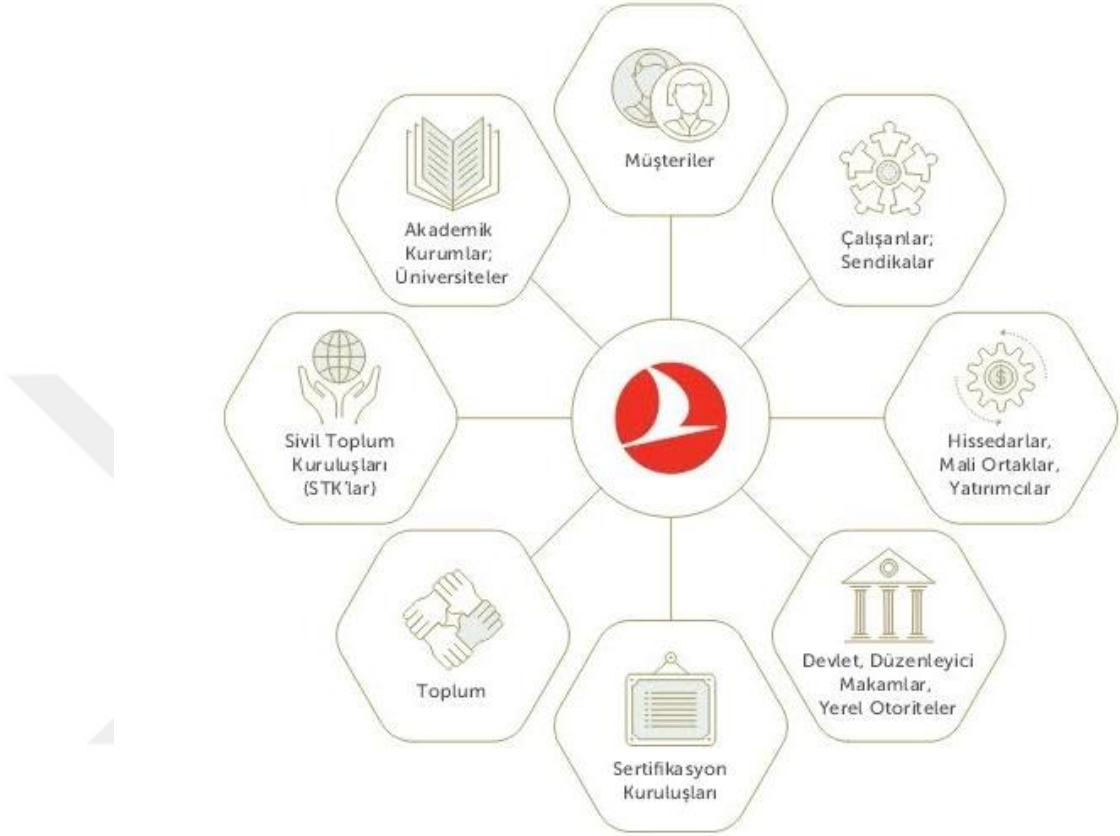 Müşteriler
Çalışanlar;
Sendikalar
Hissedarlar,
Mali Ortaklar,
Yatırımcılar
Devlet, Düzenleyici
Makamlar,
Yerel Otoriteler
Sertifikasyon
Kuruluşları
Toplum
Sivil Toplum
Kuruluşları
(STK'lar)
Akademik
Kurumlar;
Üniversiteler